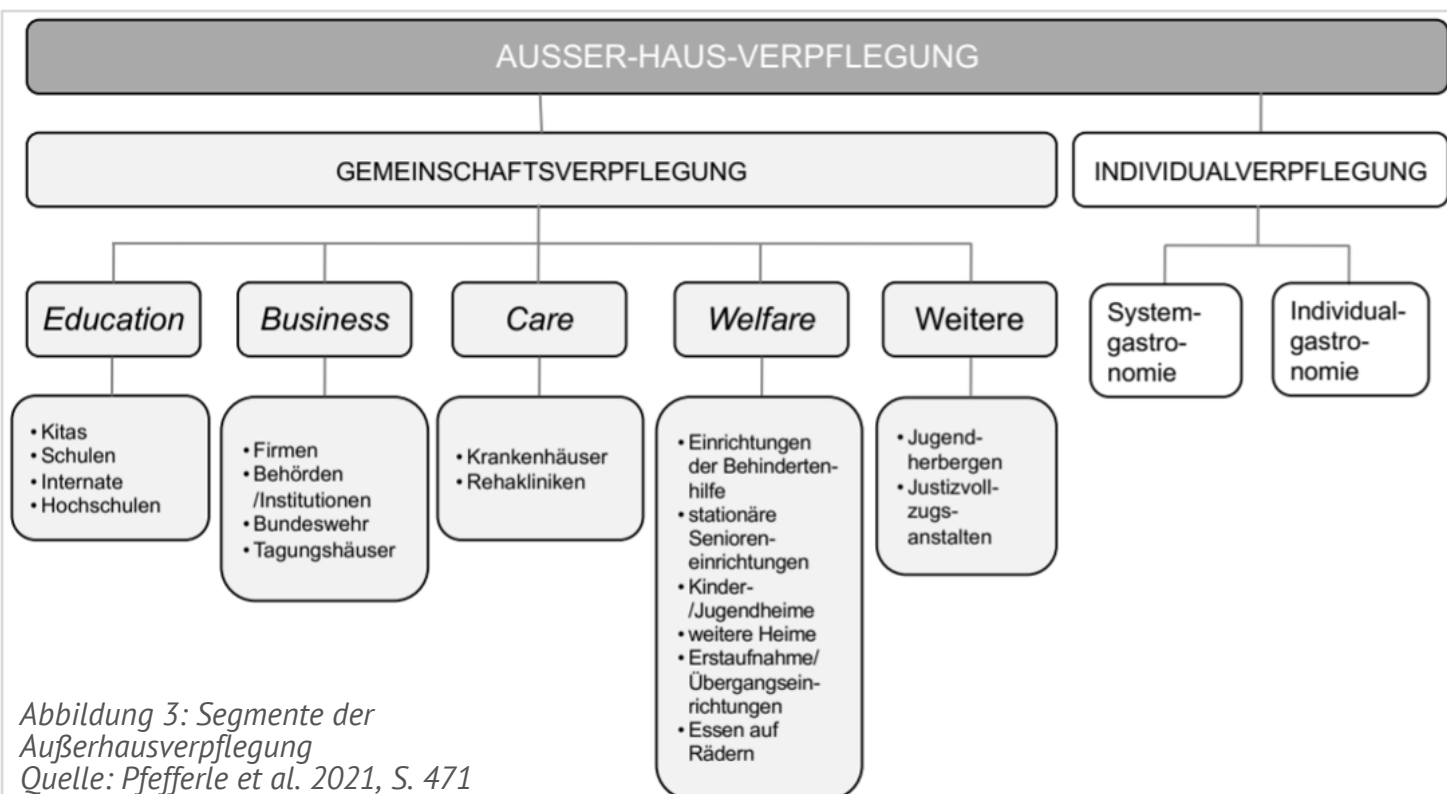 AUSSER-HAUS-VERPFLEGUNG
GEMEINSCHAFTSVERPFLEGUNG
INDIVIDUALVERPFLEGUNG
Education
Business
Care
Welfare
Weitere
System-
gastro-
nomie
Individual-
gastro-
nomie
• Kitas
• Schulen
• Internate
• Hochschulen
• Firmen
• Behörden
/Institutionen
• Bundeswehr
• Tagungshäuser
• Krankenhäuser
• Rehakliniken
• Einrichtungen
der Behinderten-
hilfe
• stationäre
Senioren-
einrichtungen
• Kinder-
/Jugendheime
• weitere Heime
• Erstaufnahme/
Übergangsein-
richtungen
• Essen auf
Rädern
• Jugend-
herbergen
• Justizvoll-
zugs-
anstalten
Abbildung 3: Segmente der
Außerhausverpflegung
Quelle: Pfefferle et al. 2021, S. 471